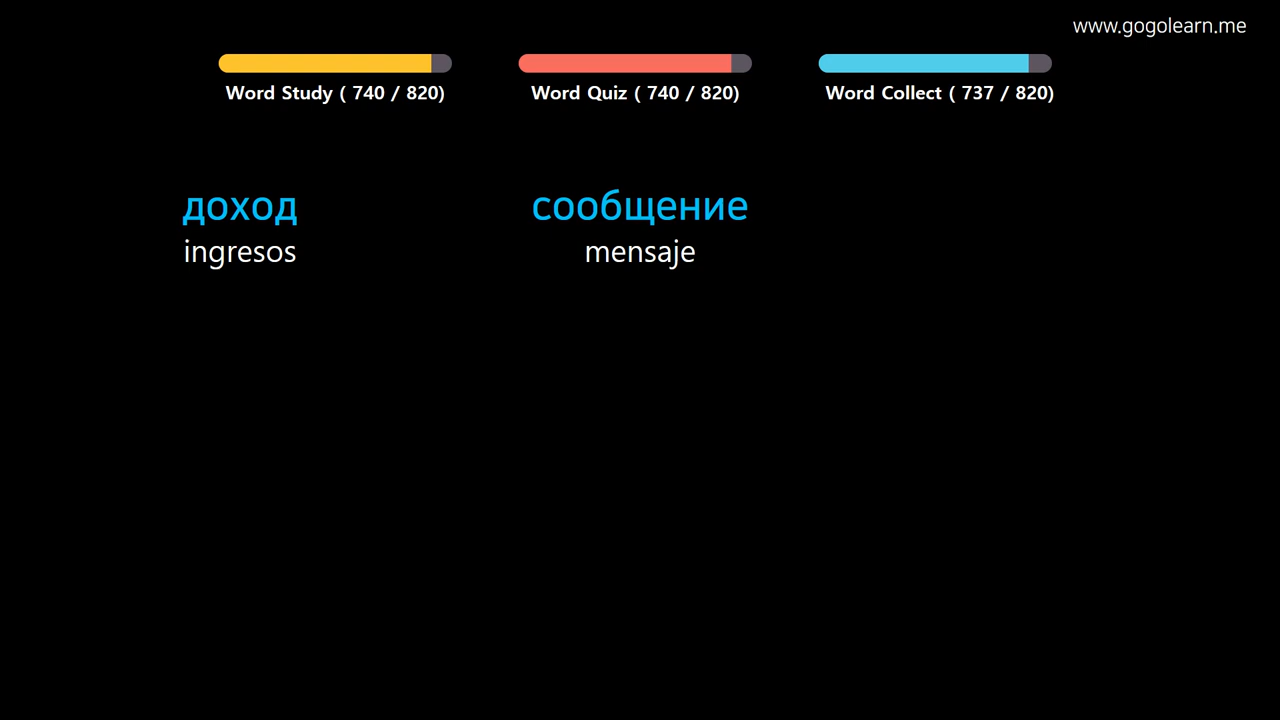 www.gogolearn.me
Word Study ( 740 / 820)
Word Quiz ( 740 / 820)
Word Collect ( 737 / 820)
доход
ingresos
сообщение
mensaje